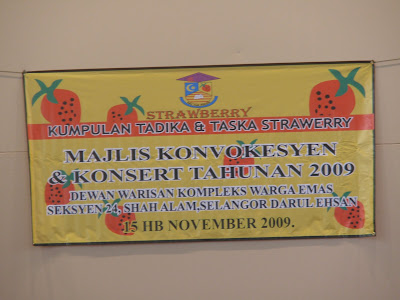 STRAWBERRY
KUMPULAN TADIKA & TASKA STRAWERRY
MAJLIS KONVOKESYEN
& KONSERT TAHUNAN 2009
DEWAN WARISAN KOMPLEKS WARGA EMAS
SEKSYEN 24, SHAH ALAM,SELANGOR DARUL EHSAN
15 HB NOVEMBER 2009.